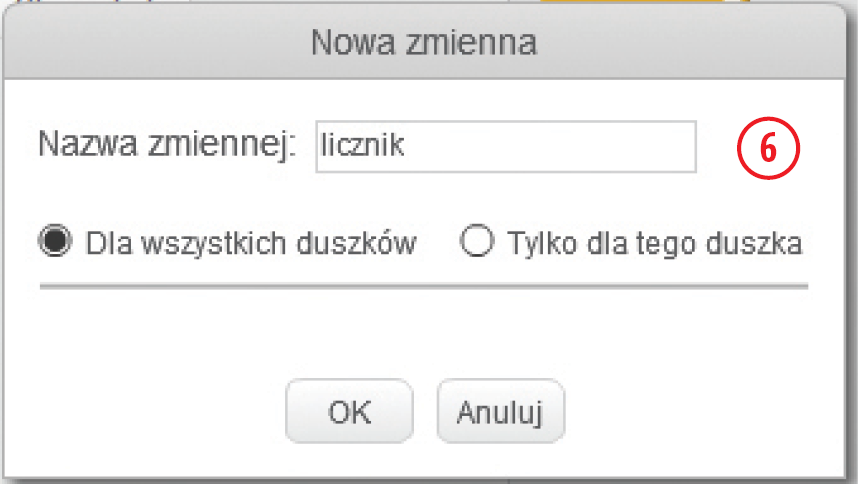 Nowa zmienna
Nazwa zmiennej: licznik 6
Dla wszystkich duszków Tylko dla tego duszka
OK Anuluj